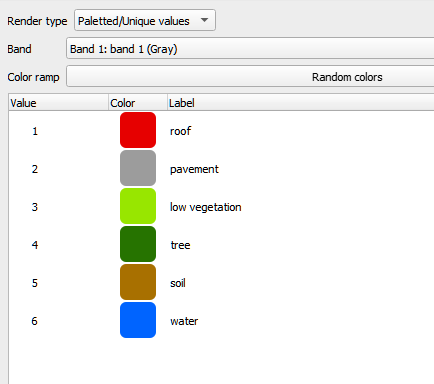 Render type Paletted/Unique values
Band Band 1: band 1 (Gray)
Color ramp Random colors
Value Color Label
1 roof
2 pavement
3 low vegetation
4 tree
5 soil
6 water